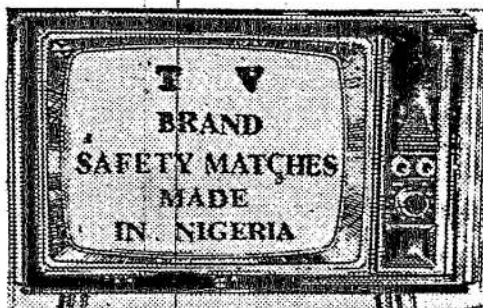 T V
BRAND
SAFETY MATCHES
MADE
IN NIGERIA